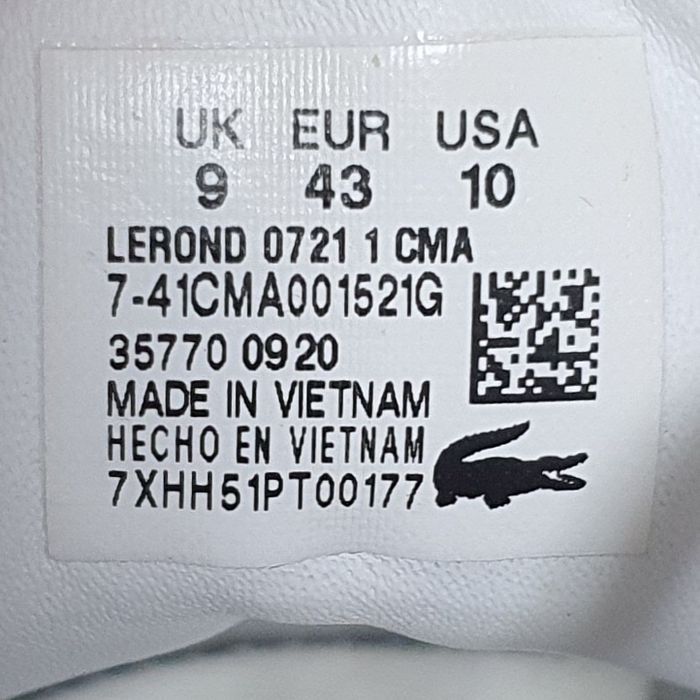 UK EUR USA
9 43 10
LEROND 0721 1 CMA
7-41CMA001521G
35770 0920
MADE IN VIETNAM
HECHO EN VIETNAM
7XHH51PT00177